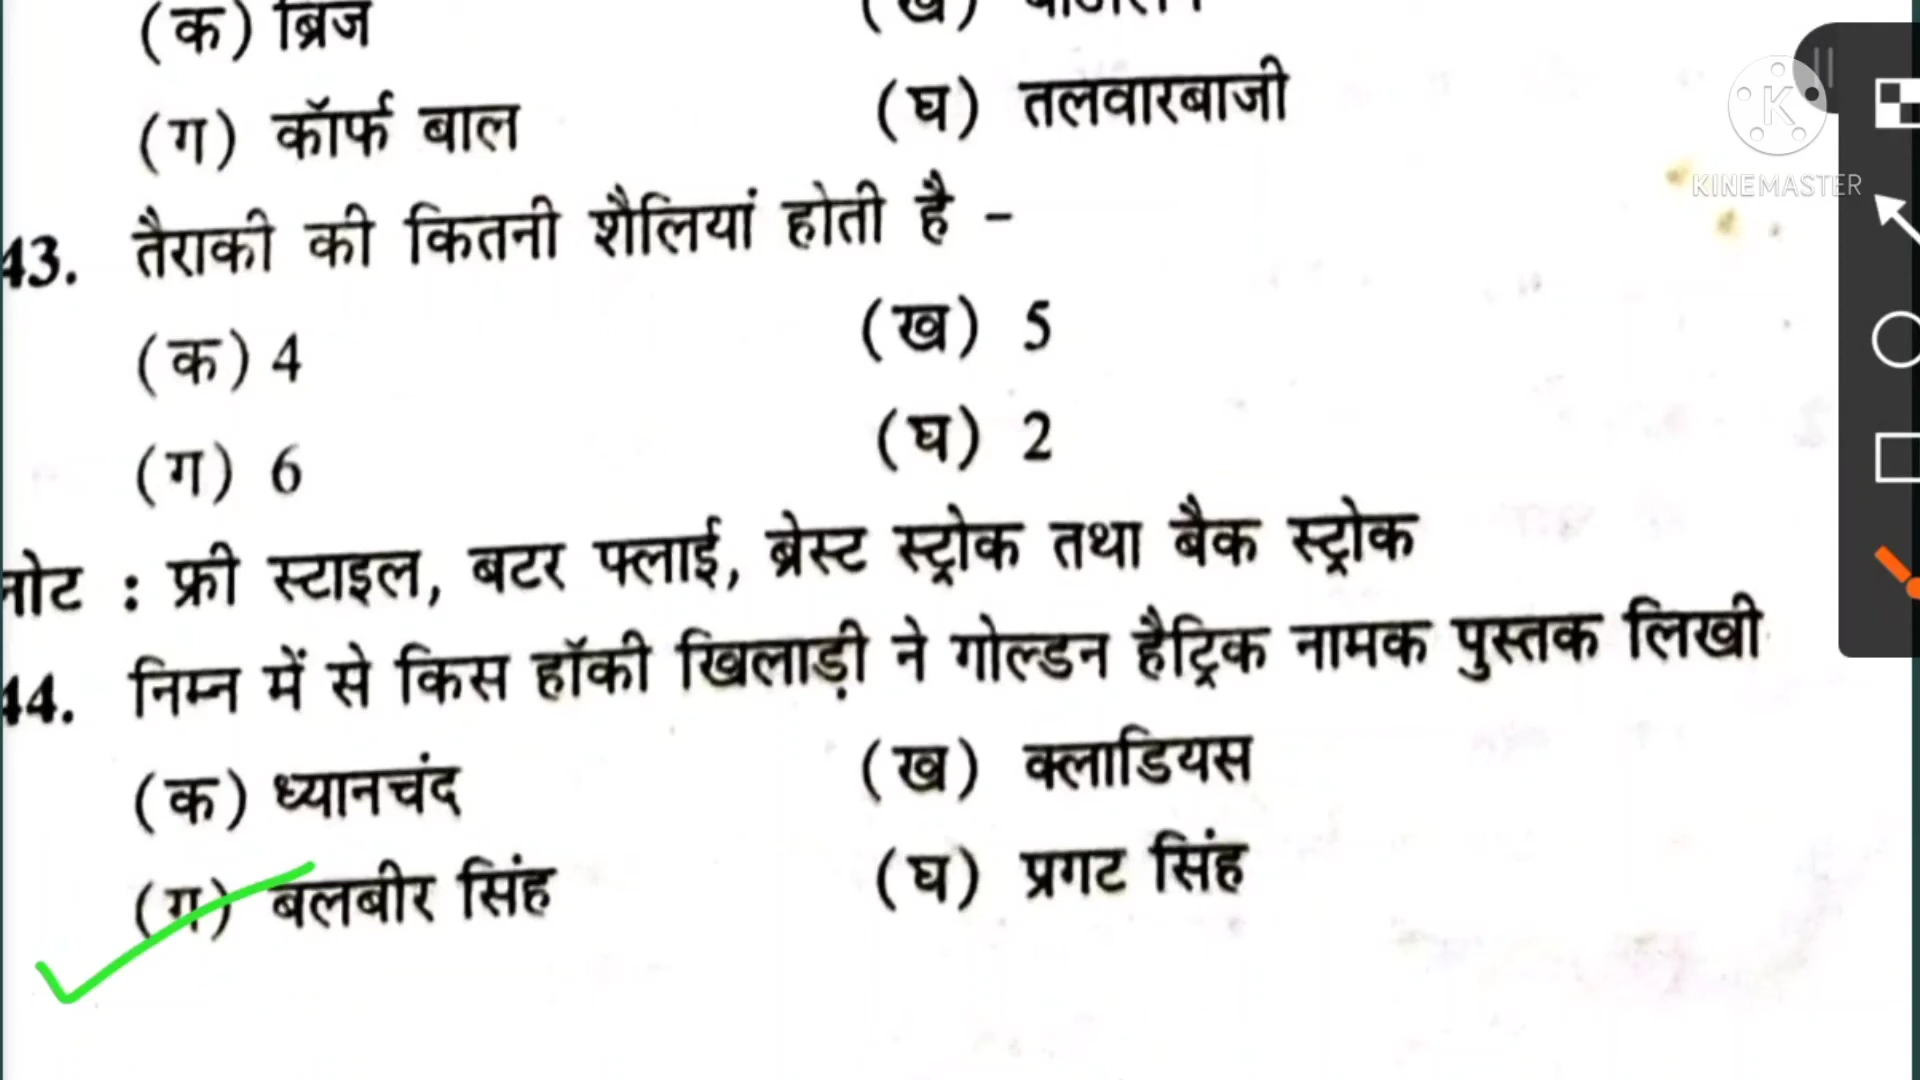 (क) ब्रिज
(ग) कॉर्फ बाल (घ) तलवारबाजी
KINEMASTER
43. तैराकी की कितनी शैलियां होती है -
(क) 4 (ख) 5
(ग) 6 (घ) 2
नोट : फ्री स्टाइल, बटर फ्लाई, ब्रेस्ट स्ट्रोक तथा बैक स्ट्रोक
44. निम्न में से किस हॉकी खिलाड़ी ने गोल्डन हैट्रिक नामक पुस्तक लिखी
(क) ध्यानचंद (ख) क्लाडियस
(ग) बलबीर सिंह (घ) प्रगट सिंह